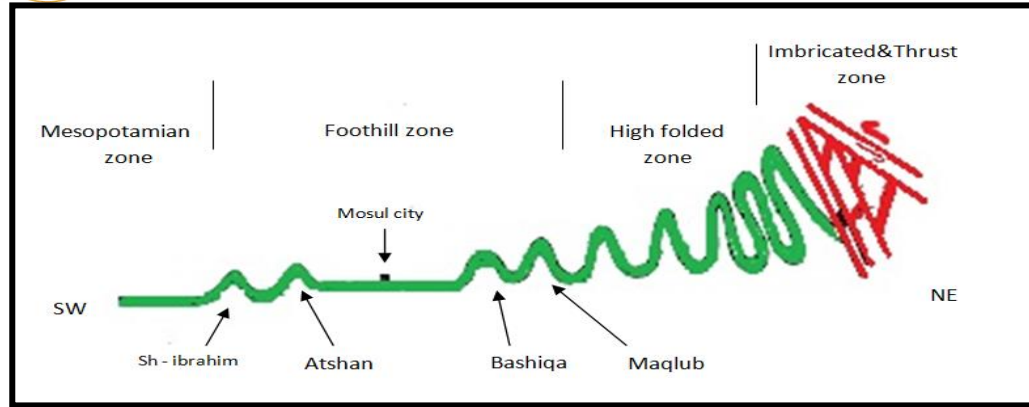 Imbricated&Thrust
zone
Mesopotamian
zone
Foothill zone
High folded
zone
Mosul city
SW
NE
Sh - ibrahim
Atshan
Bashiqa
Maqlub